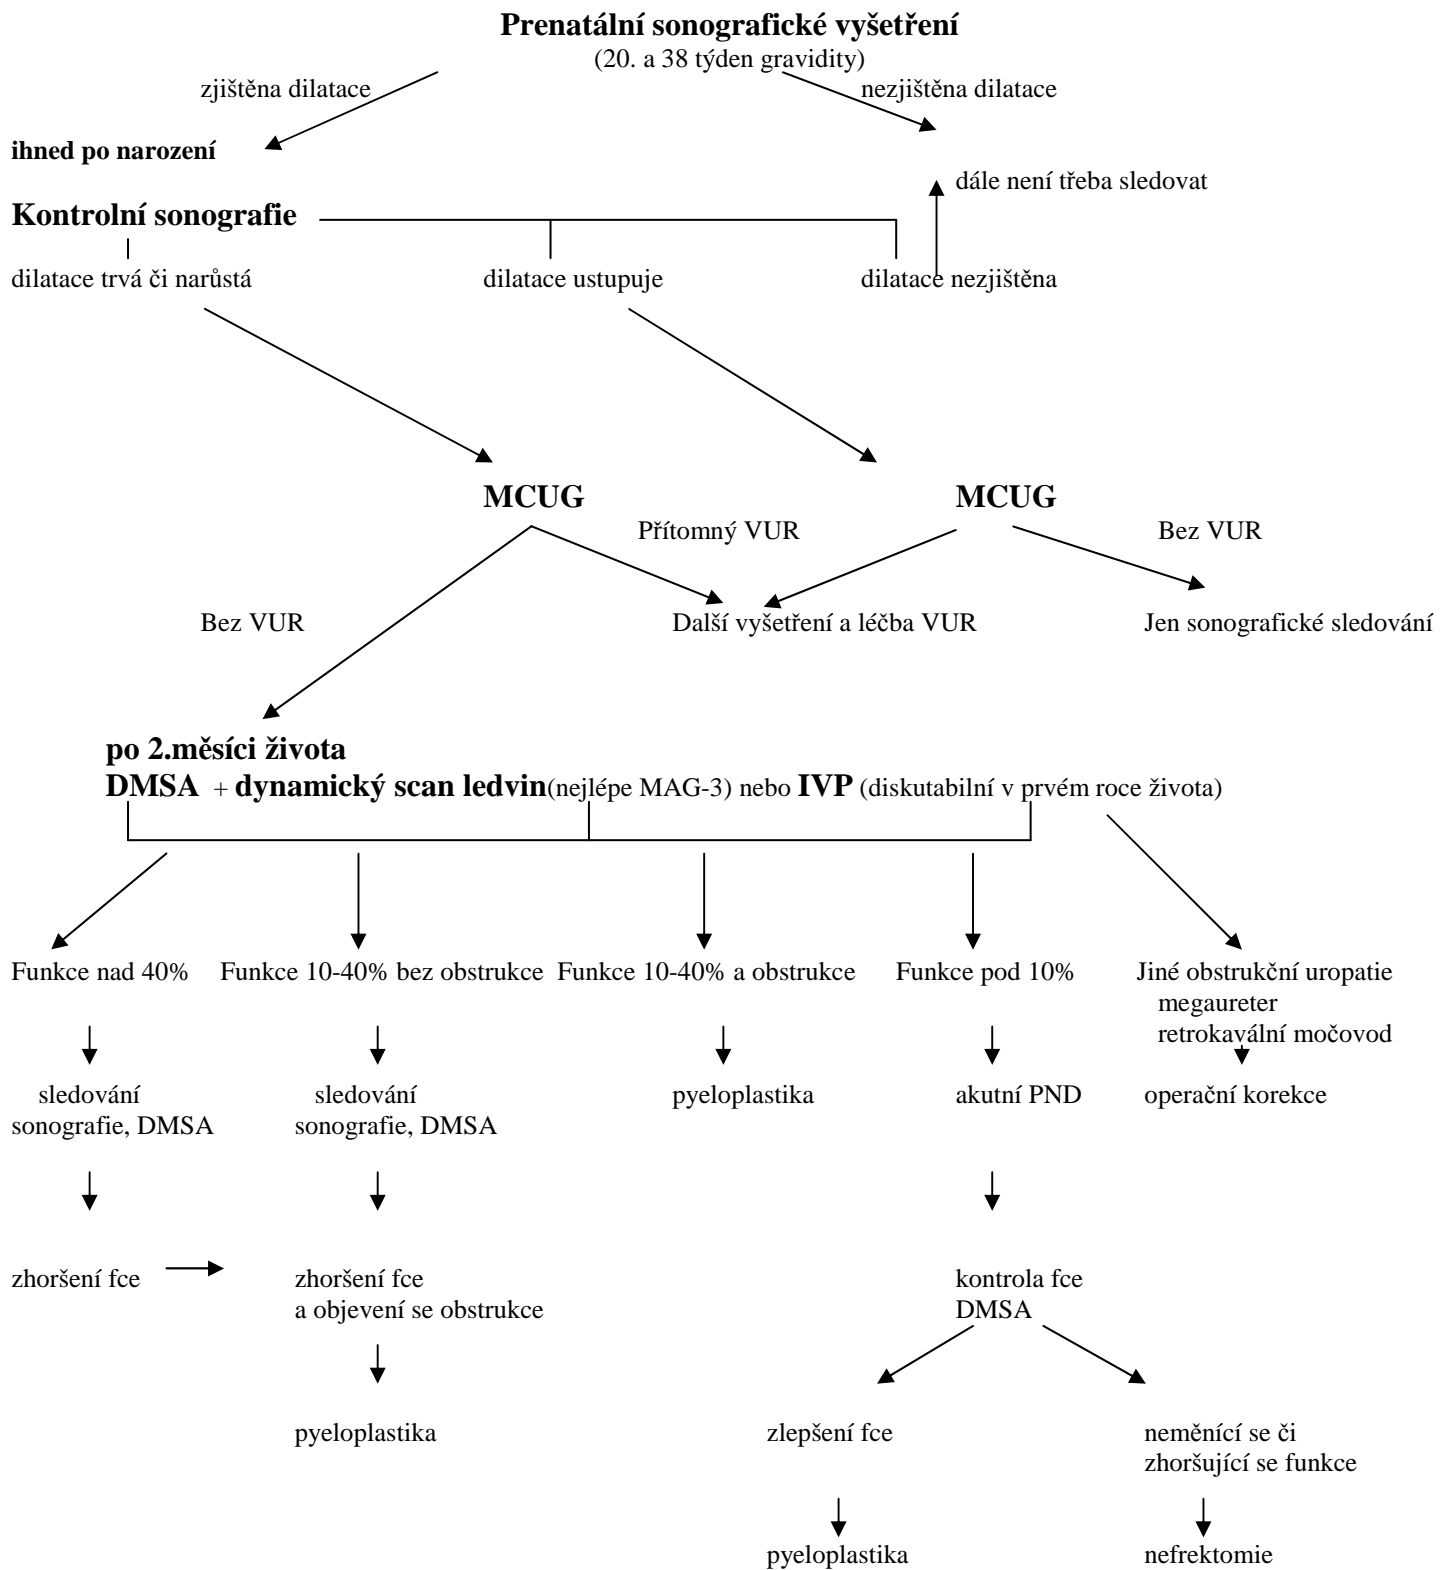 Prenatální sonografické vyšetření
(20. a 38 týden gravidity)
zjištěna dilatace
nezjištěna dilatace
ihned po narození
dále není třeba sledovat
Kontrolní sonografie
dilatace trvá či narůstá
dilatace ustupuje
dilatace nezjištěna
MCUG
MCUG
Přítomný VUR
Bez VUR
Bez VUR
Další vyšetření a léčba VUR
Jen sonografické sledování
po 2.měsíci života
DMSA + dynamický scan ledvin(nejlépe MAG-3) nebo IVP (diskutabilní v prvém roce života)
Funkce nad 40%
Funkce 10-40% bez obstrukce
Funkce 10-40% a obstrukce
Funkce pod 10%
Jiné obstrukční uropatie
megaureter
retrokavální močovod
sledování
sonografie, DMSA
sledování
sonografie, DMSA
pyeloplastika
akutní PND
operační korekce
zhoršení fce
zhoršení fce
a objevení se obstrukce
kontrola fce
DMSA
pyeloplastika
zlepšení fce
neměnící se či
zhoršující se funkce
pyeloplastika
nefrektomie